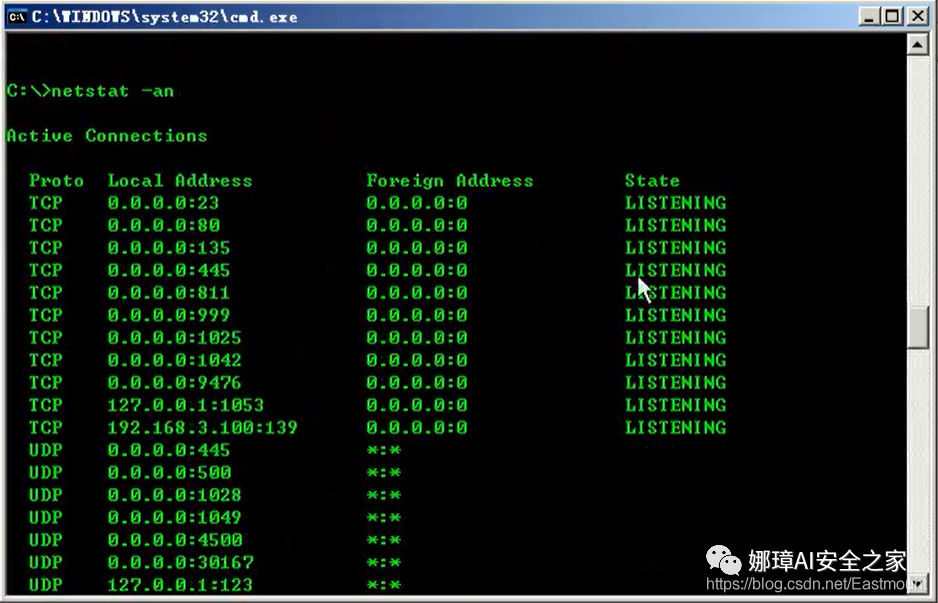 C:\WINDOWS\system32\cmd.exe
C:\>netstat -an
Active Connections
Proto Local Address Foreign Address State
TCP 0.0.0.0:23 0.0.0.0:0 LISTENING
TCP 0.0.0.0:80 0.0.0.0:0 LISTENING
TCP 0.0.0.0:135 0.0.0.0:0 LISTENING
TCP 0.0.0.0:445 0.0.0.0:0 LISTENING
TCP 0.0.0.0:811 0.0.0.0:0 LISTENING
TCP 0.0.0.0:999 0.0.0.0:0 LISTENING
TCP 0.0.0.0:1025 0.0.0.0:0 LISTENING
TCP 0.0.0.0:1042 0.0.0.0:0 LISTENING
TCP 0.0.0.0:9476 0.0.0.0:0 LISTENING
TCP 127.0.0.1:1053 0.0.0.0:0 LISTENING
TCP 192.168.3.100:139 0.0.0.0:0 LISTENING
UDP 0.0.0.0:445 *:*
UDP 0.0.0.0:500 *:*
UDP 0.0.0.0:1028 *:*
UDP 0.0.0.0:1049 *:*
UDP 0.0.0.0:4500 *:*
UDP 0.0.0.0:30167 *:*
UDP 127.0.0.1:123 *:*
娜璋AI安全之家
https://blog.csdn.net/Eastmount